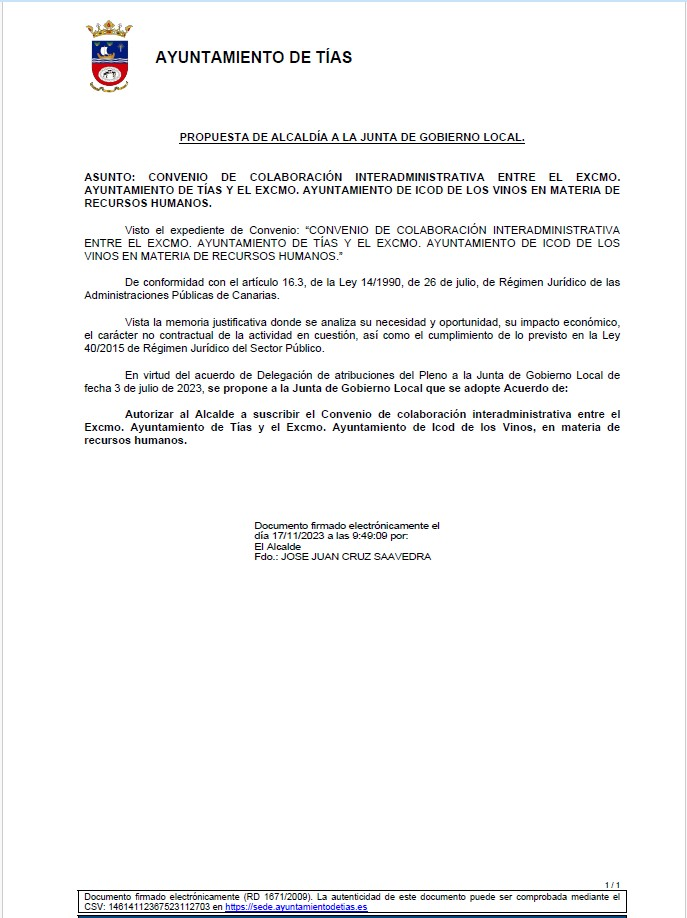 AYUNTAMIENTO DE TÍAS
PROPUESTA DE ALCALDÍA A LA JUNTA DE GOBIERNO LOCAL.
ASUNTO: CONVENIO DE COLABORACIÓN INTERADMINISTRATIVA ENTRE EL EXCMO.
AYUNTAMIENTO DE TÍAS Y EL EXCMO. AYUNTAMIENTO DE ICOD DE LOS VINOS EN MATERIA DE
RECURSOS HUMANOS.
Visto el expediente de Convenio: “CONVENIO DE COLABORACIÓN INTERADMINISTRATIVA
ENTRE EL EXCMO. AYUNTAMIENTO DE TÍAS Y EL EXCMO. AYUNTAMIENTO DE ICOD DE LOS
VINOS EN MATERIA DE RECURSOS HUMANOS.”
De conformidad con el artículo 16.3, de la Ley 14/1990, de 26 de julio, de Régimen Jurídico de las
Administraciones Públicas de Canarias.
Vista la memoria justificativa donde se analiza su necesidad y oportunidad, su impacto económico,
el carácter no contractual de la actividad en cuestión, así como el cumplimiento de lo previsto en la Ley
40/2015 de Régimen Jurídico del Sector Público.
En virtud del acuerdo de Delegación de atribuciones del Pleno a la Junta de Gobierno Local de
fecha 3 de julio de 2023, se propone a la Junta de Gobierno Local que se adopte Acuerdo de:
Autorizar al Alcalde a suscribir el Convenio de colaboración interadministrativa entre el
Excmo. Ayuntamiento de Tías y el Excmo. Ayuntamiento de Icod de los Vinos, en materia de
recursos humanos.
Documento firmado electrónicamente el
día 17/11/2023 a las 9:49:09 por:
El Alcalde
Fdo.: JOSE JUAN CRUZ SAAVEDRA
1 / 1
Documento firmado electrónicamente (RD 1671/2009). La autenticidad de este documento puede ser comprobada mediante el
CSV: 14614112367523112703 en https://sede.ayuntamientodetias.es